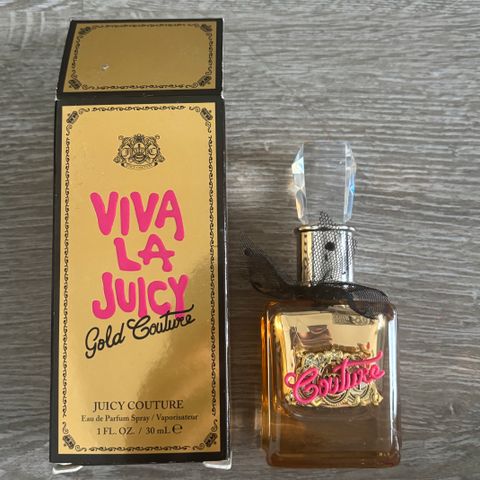 VIVA
LA
JUICY
Gold Couture
JUICY COUTURE
Eau de Parfum Spray / Vaporisateur
1 FL. OZ. / 30 mL ℮
Couture